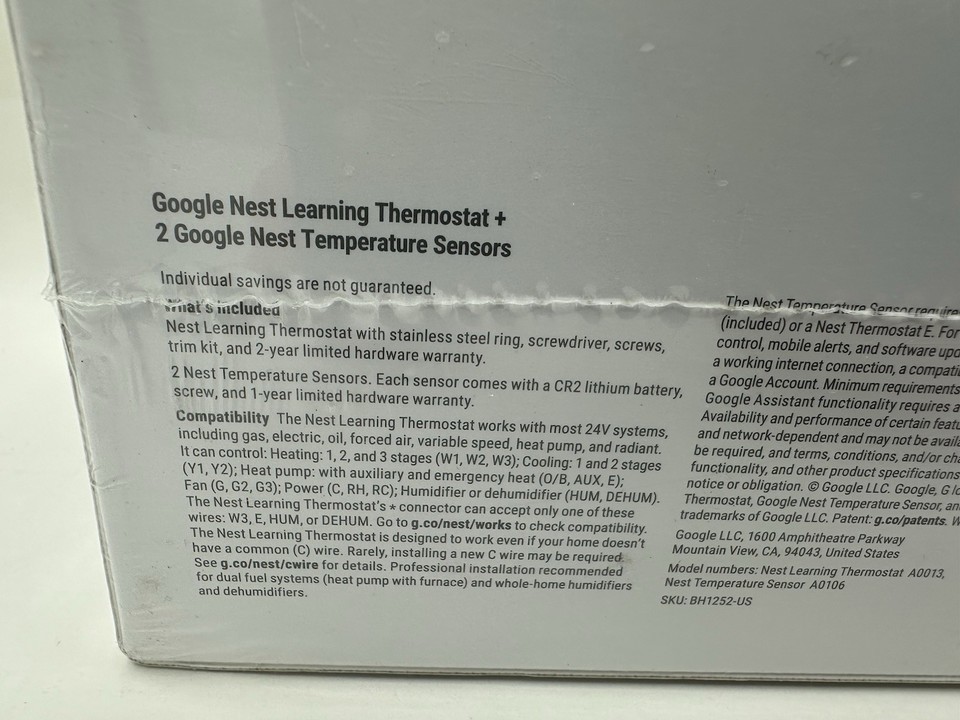 Google Nest Learning Thermostat +
2 Google Nest Temperature Sensors
Individual savings are not guaranteed.
What's included
Nest Learning Thermostat with stainless steel ring, screwdriver, screws,
trim kit, and 2-year limited hardware warranty.
2 Nest Temperature Sensors. Each sensor comes with a CR2 lithium battery,
screw, and 1-year limited hardware warranty.
Compatibility The Nest Learning Thermostat works with most 24V systems,
including gas, electric, oil, forced air, variable speed, heat pump, and radiant.
It can control: Heating: 1, 2, and 3 stages (W1, W2, W3); Cooling: 1 and 2 stages
(Y1, Y2); Heat pump: with auxiliary and emergency heat (O/B, AUX, E);
Fan (G, G2, G3); Power (C, RH, RC); Humidifier or dehumidifier (HUM, DEHUM).
The Nest Learning Thermostat's * connector can accept only one of these
wires: W3, E, HUM, or DEHUM. Go to g.co/nest/works to check compatibility.
The Nest Learning Thermostat is designed to work even if your home doesn't
have a common (C) wire. Rarely, installing a new C wire may be required.
See g.co/nest/cwire for details. Professional installation recommended
for dual fuel systems (heat pump with furnace) and whole-home humidifiers
and dehumidifiers.
The Nest Temperature Sensor require
(included) or a Nest Thermostat E. For
control, mobile alerts, and software upd
a working internet connection, a compati
a Google Account. Minimum requirements
Google Assistant functionality requires a
Availability and performance of certain featu
and network-dependent and may not be availa
be required, and terms, conditions, and/or cha
functionality, and other product specifications
notice or obligation. © Google LLC. Google, G lo
Thermostat, Google Nest Temperature Sensor, an
trademarks of Google LLC. Patent: g.co/patents. W
Google LLC, 1600 Amphitheatre Parkway
Mountain View, CA, 94043, United States
Model numbers: Nest Learning Thermostat A0013,
Nest Temperature Sensor A0106
SKU: BH1252-US